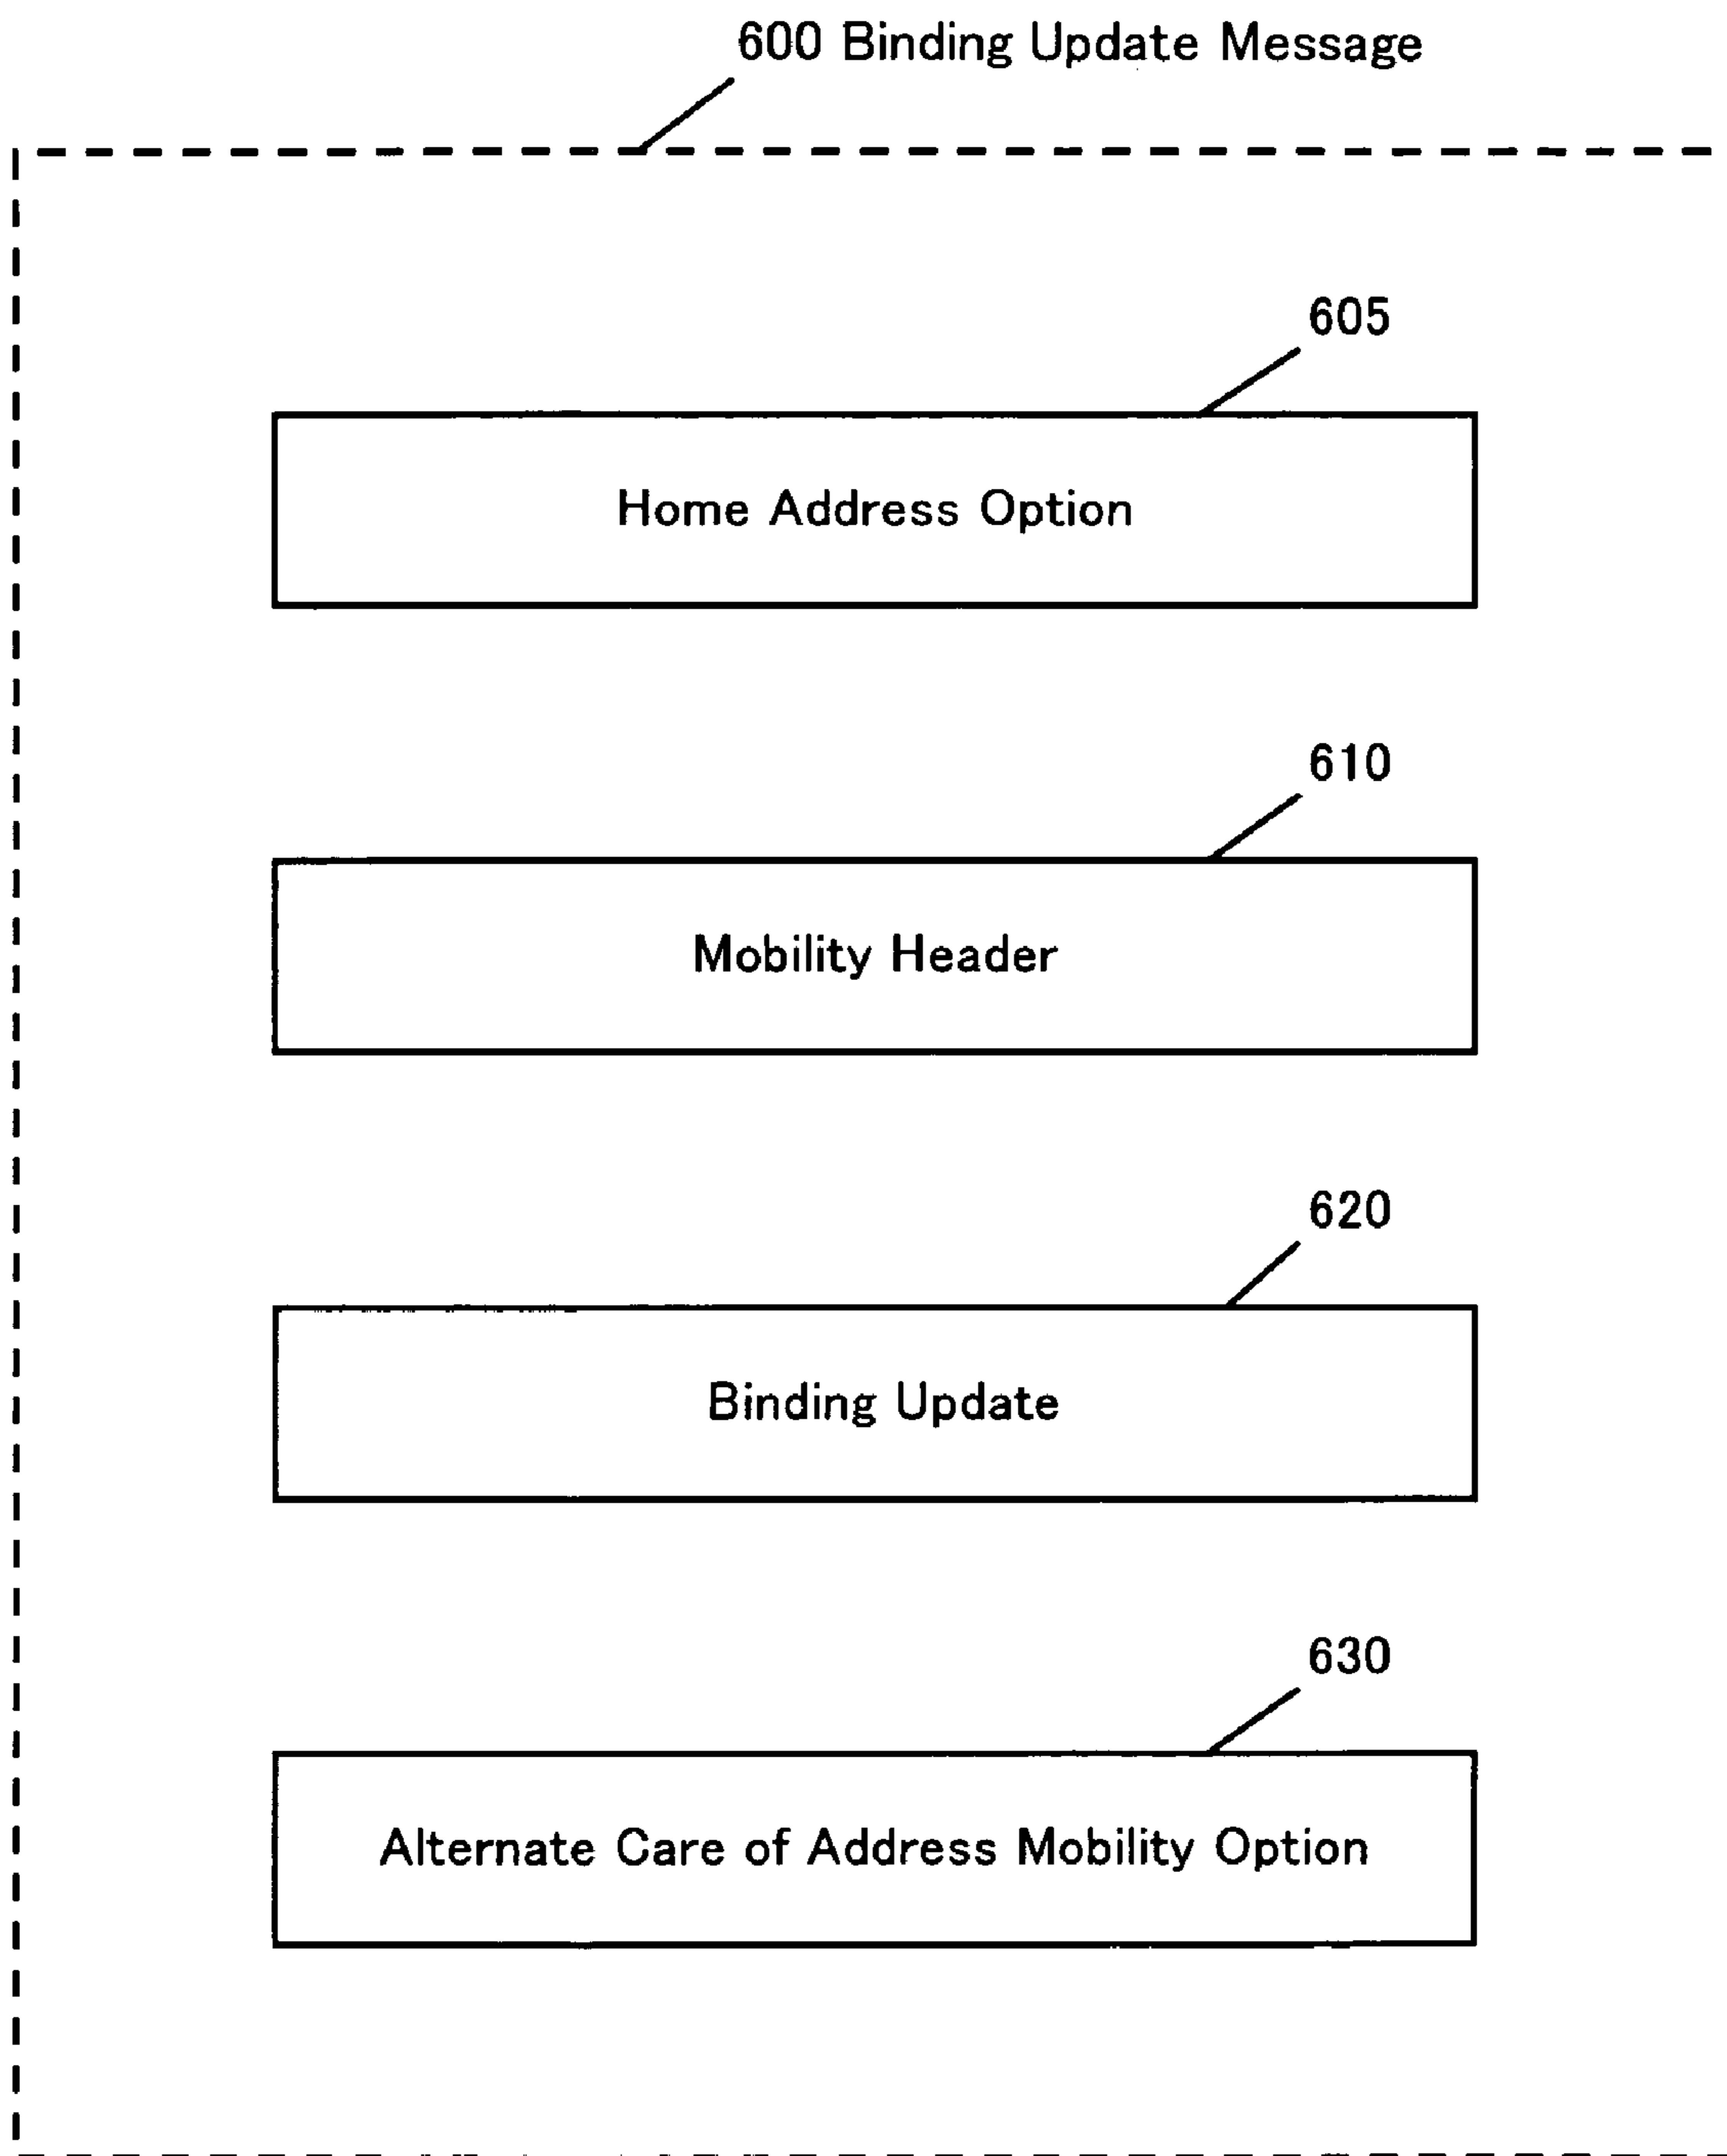 600 Binding Update Message
605
Home Address Option
610
Mobility Header
620
Binding Update
630
Alternate Care of Address Mobility Option